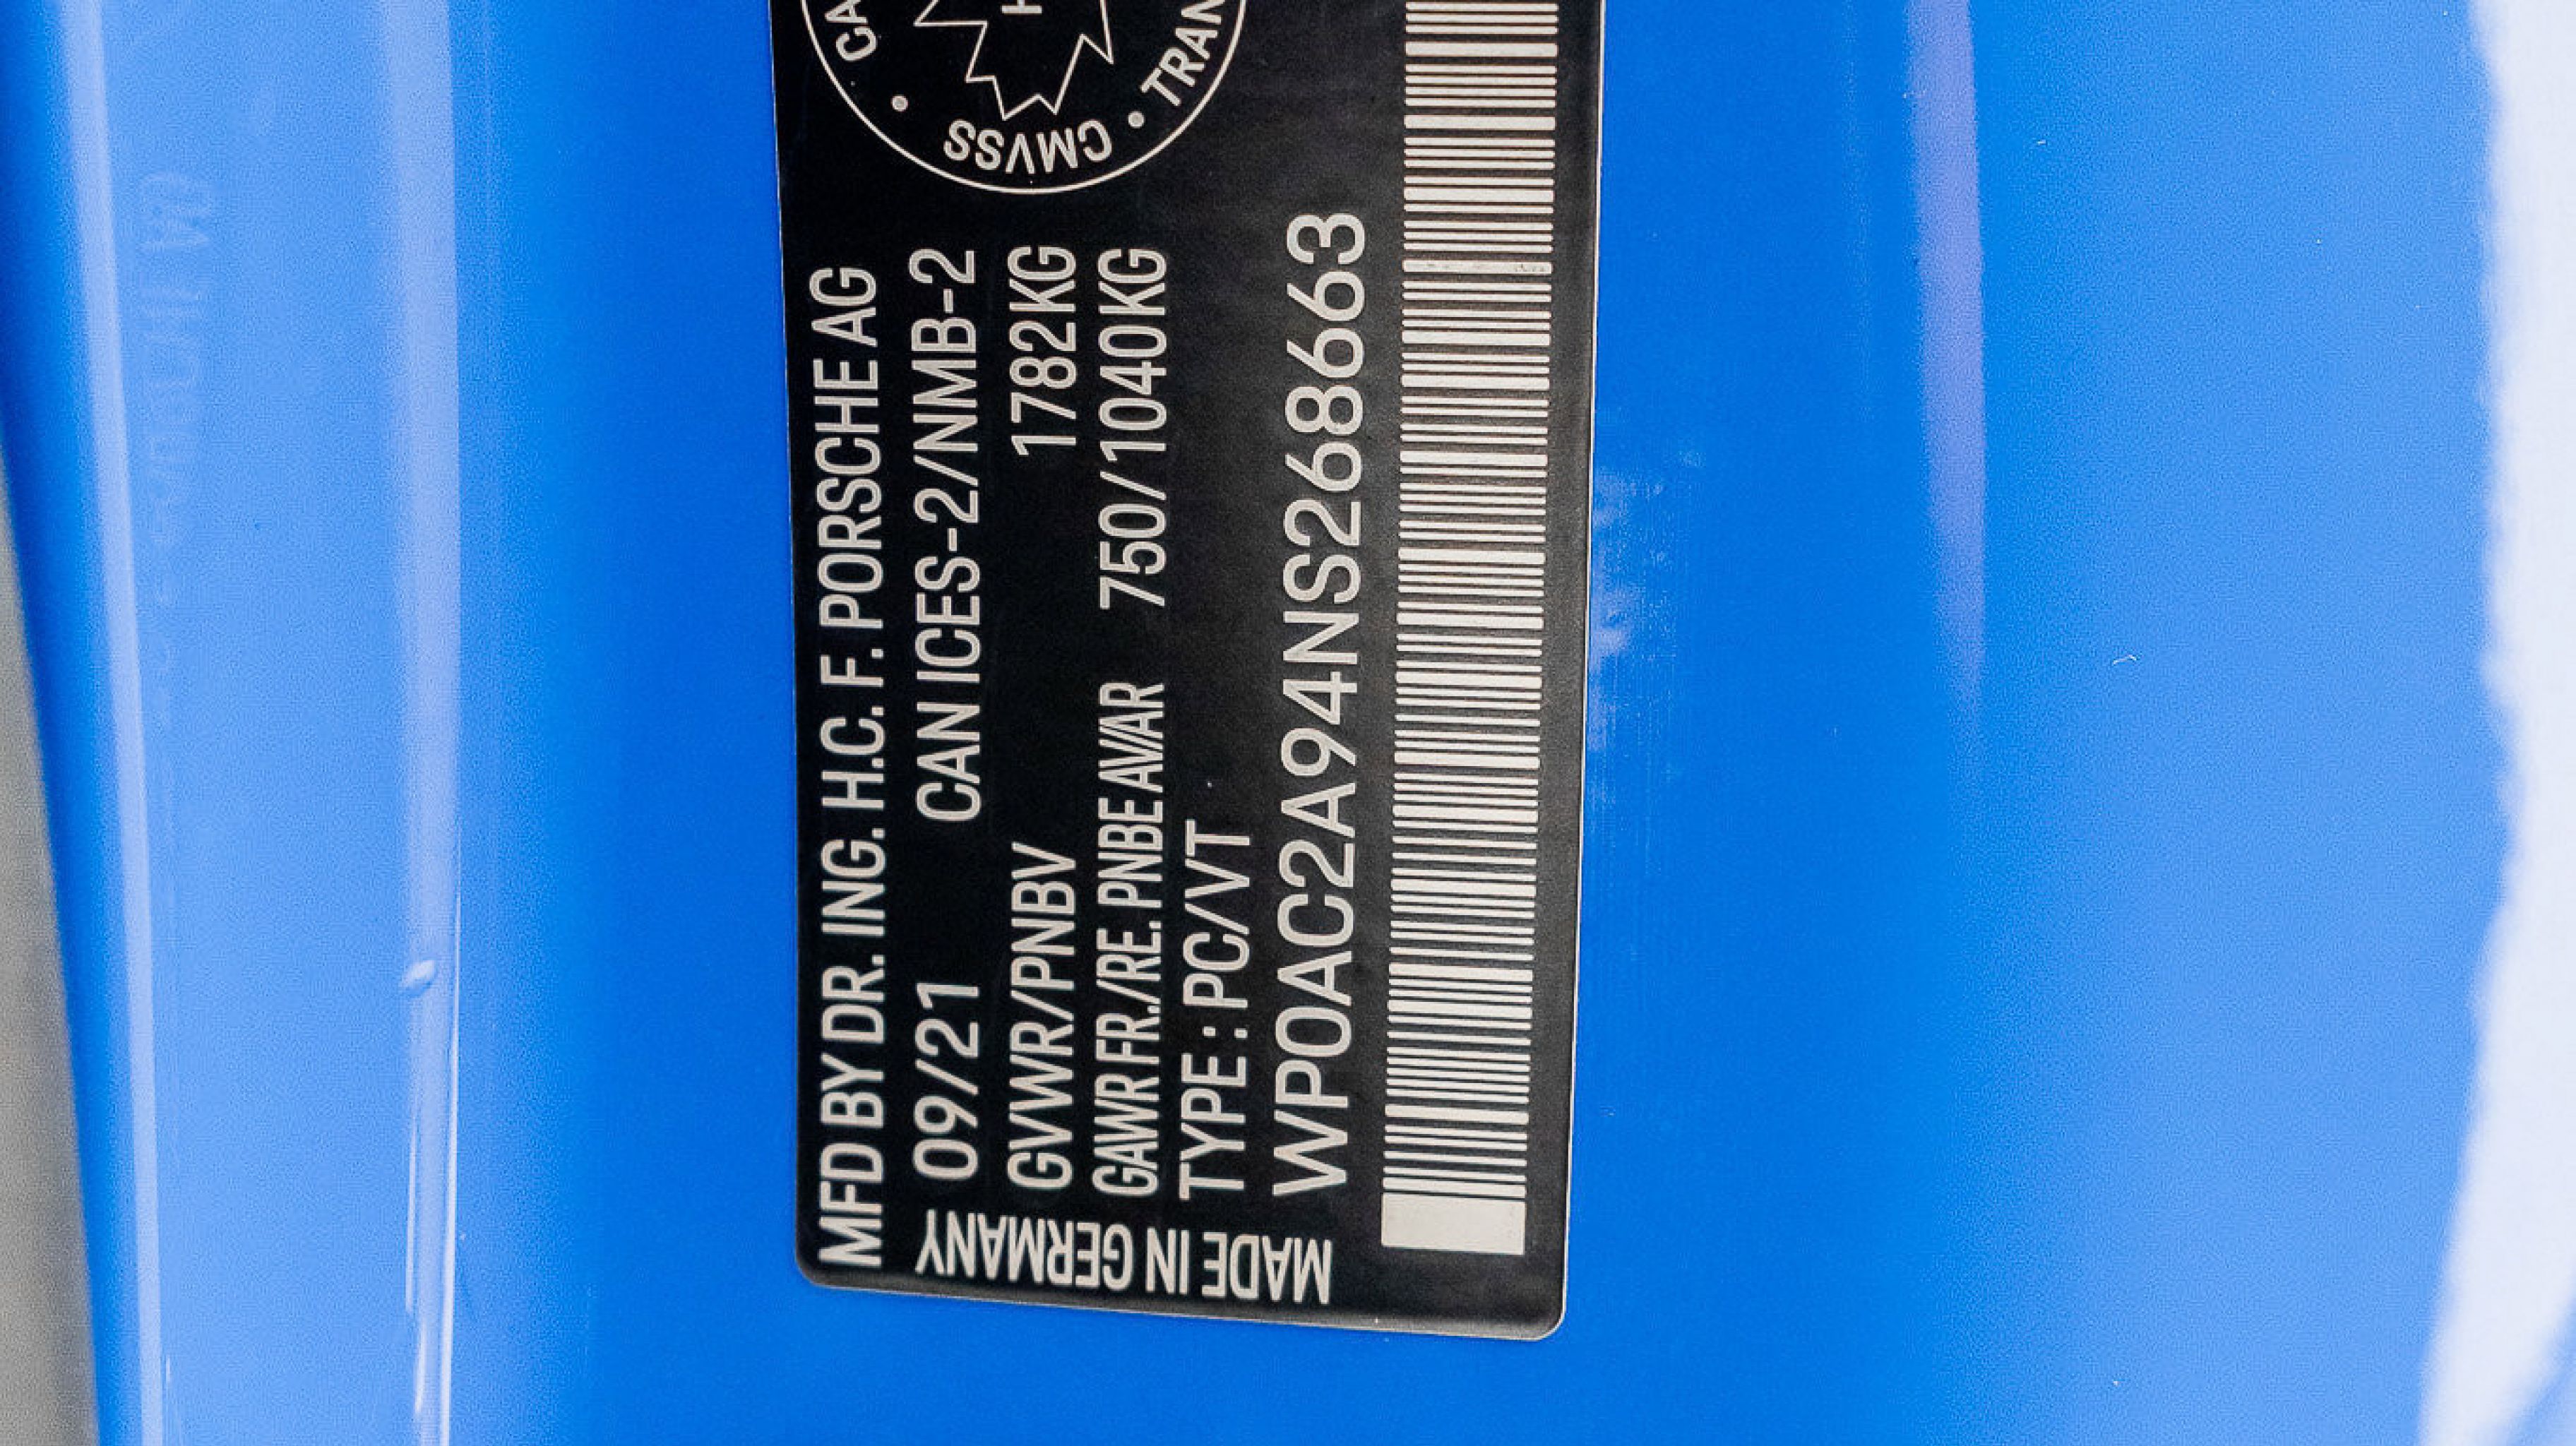 MFD BY DR. ING. H.C. F. PORSCHE AG
09/21 CAN ICES-2/NMB-2
GVWR/PNBV 1782KG
GAWR FR./RE. PNBE AV/AR 750/1040KG
TYPE : PC/VT
WP0AC2A94NS268663
MADE IN GERMANY
CMVSS